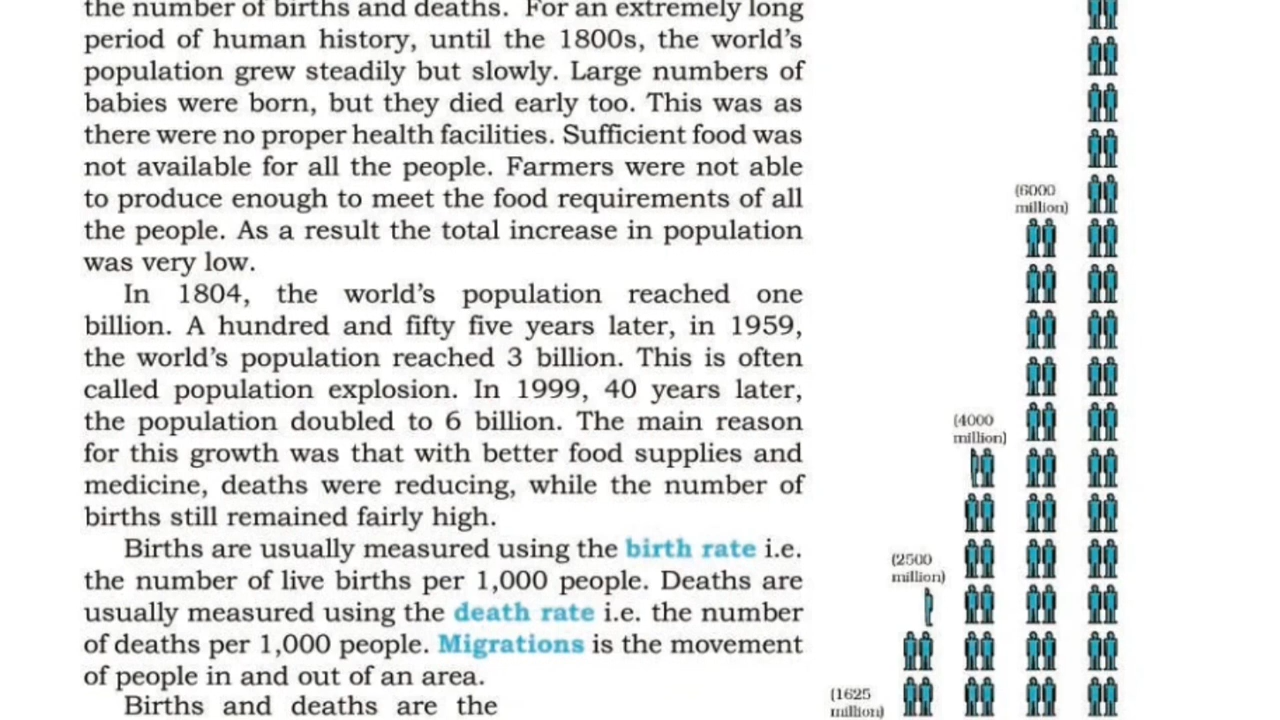 the number of births and deaths. For an extremely long
period of human history, until the 1800s, the world's
population grew steadily but slowly. Large numbers of
babies were born, but they died early too. This was as
there were no proper health facilities. Sufficient food was
not available for all the people. Farmers were not able
to produce enough to meet the food requirements of all
the people. As a result the total increase in population
was very low.
In 1804, the world's population reached one
billion. A hundred and fifty five years later, in 1959,
the world's population reached 3 billion. This is often
called population explosion. In 1999, 40 years later,
the population doubled to 6 billion. The main reason
for this growth was that with better food supplies and
medicine, deaths were reducing, while the number of
births still remained fairly high.
Births are usually measured using the birth rate i.e.
the number of live births per 1,000 people. Deaths are
usually measured using the death rate i.e. the number
of deaths per 1,000 people. Migrations is the movement
of people in and out of an area.
Births and deaths are the
(6000
million)
(4000
million)
(2500
million)
(1625
million)